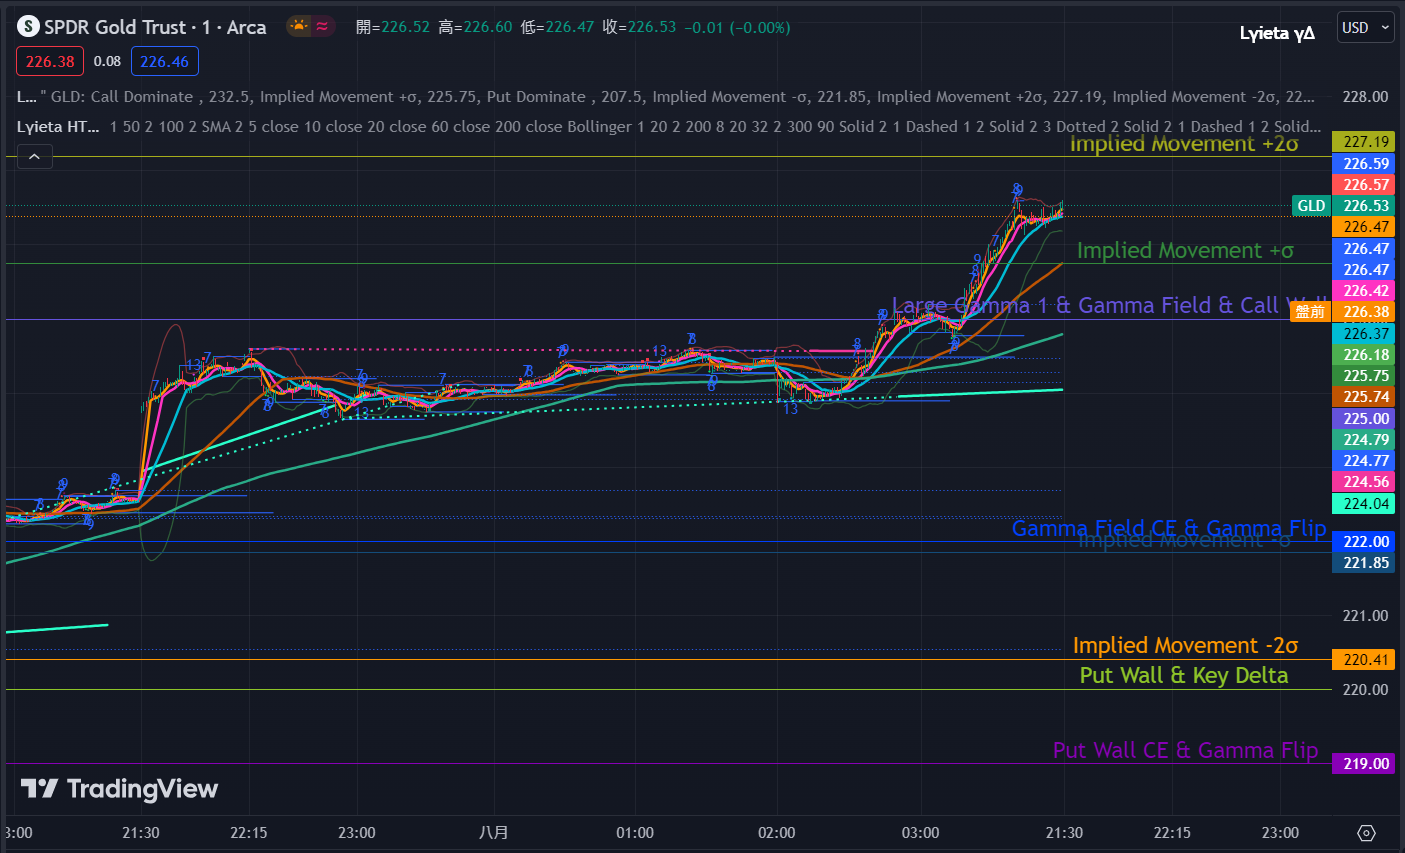 SPDR Gold Trust · 1 · Arca 開=226.52 高=226.60 低=226.47 收=226.53 −0.01 (−0.00%)
Lyieta γΔ
USD
226.38 0.08 226.46
L... " GLD: Call Dominate , 232.5, Implied Movement +σ, 225.75, Put Dominate , 207.5, Implied Movement -σ, 221.85, Implied Movement +2σ, 227.19, Implied Movement -2σ, 22...
228.00
Lyieta HT... 1 50 2 100 2 SMA 2 5 close 10 close 20 close 60 close 200 close Bollinger 1 20 2 200 8 20 32 2 300 90 Solid 2 1 Dashed 1 2 Solid 2 3 Dotted 2 Solid 2 1 Dashed 1 2 Solid...
Implied Movement +2σ
227.19
226.59
226.57
GLD 226.53
226.47
Implied Movement +σ
226.47
226.47
226.42
Large Gamma 1 & Gamma Field & Call Wall
盤前 226.38
226.37
226.18
225.75
225.74
225.00
224.79
224.77
224.56
224.04
Gamma Field CE & Gamma Flip
222.00
Implied Movement -σ
221.85
221.00
Implied Movement -2σ
220.41
Put Wall & Key Delta
220.00
Put Wall CE & Gamma Flip
219.00
TradingView
3:00 21:30 22:15 23:00 八月 01:00 02:00 03:00 21:30 22:15 23:00